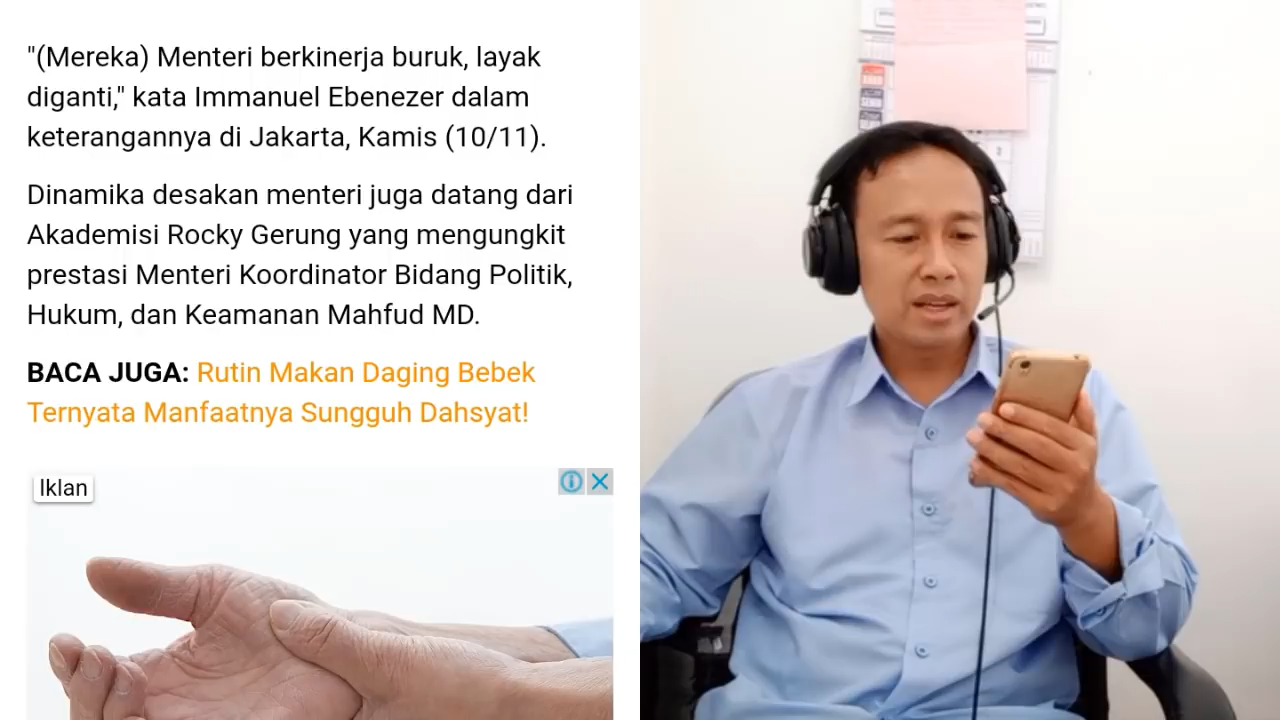 "(Mereka) Menteri berkinerja buruk, layak
diganti," kata Immanuel Ebenezer dalam
keterangannya di Jakarta, Kamis (10/11).
Dinamika desakan menteri juga datang dari
Akademisi Rocky Gerung yang mengungkit
prestasi Menteri Koordinator Bidang Politik,
Hukum, dan Keamanan Mahfud MD.
BACA JUGA: Rutin Makan Daging Bebek
Ternyata Manfaatnya Sungguh Dahsyat!
Iklan